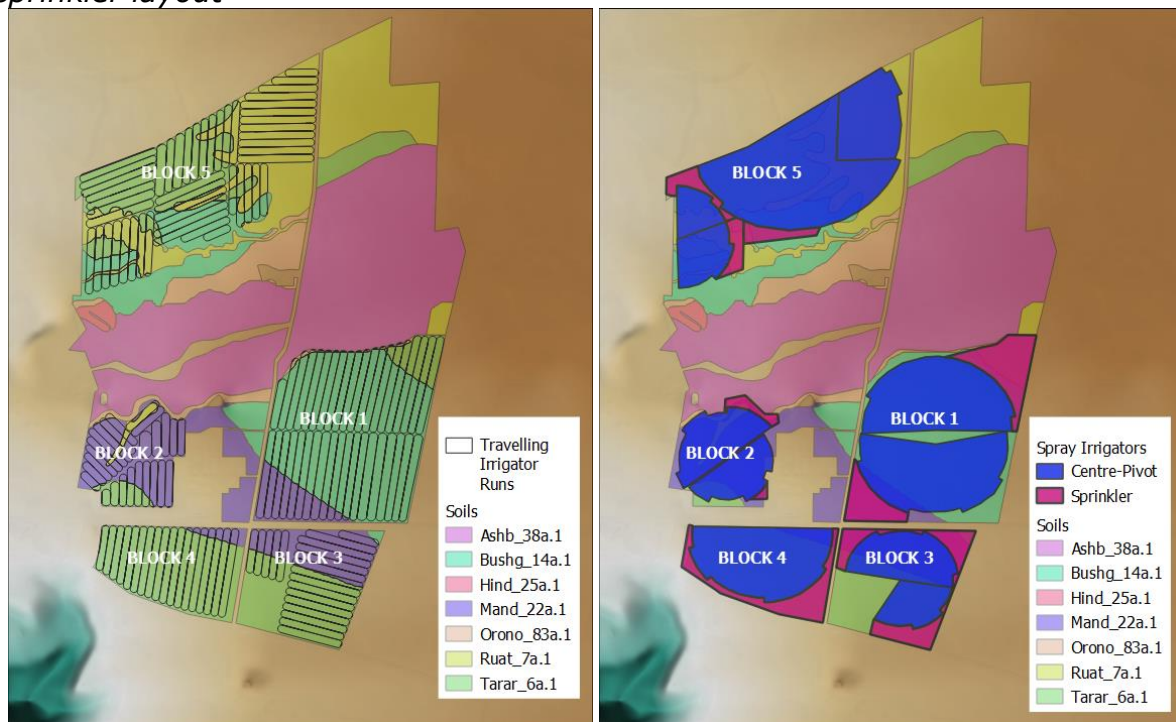 sprinkler layout
BLOCK 5
BLOCK 1
BLOCK 2
BLOCK 4
BLOCK 3
Travelling
Irrigator
Runs
Soils
Ashb_38a.1
Bushg_14a.1
Hind_25a.1
Mand_22a.1
Orono_83a.1
Ruat_7a.1
Tarar_6a.1
BLOCK 5
BLOCK 1
BLOCK 2
BLOCK 4
BLOCK 3
Spray Irrigators
Centre-Pivot
Sprinkler
Soils
Ashb_38a.1
Bushg_14a.1
Hind_25a.1
Mand_22a.1
Orono_83a.1
Ruat_7a.1
Tarar_6a.1